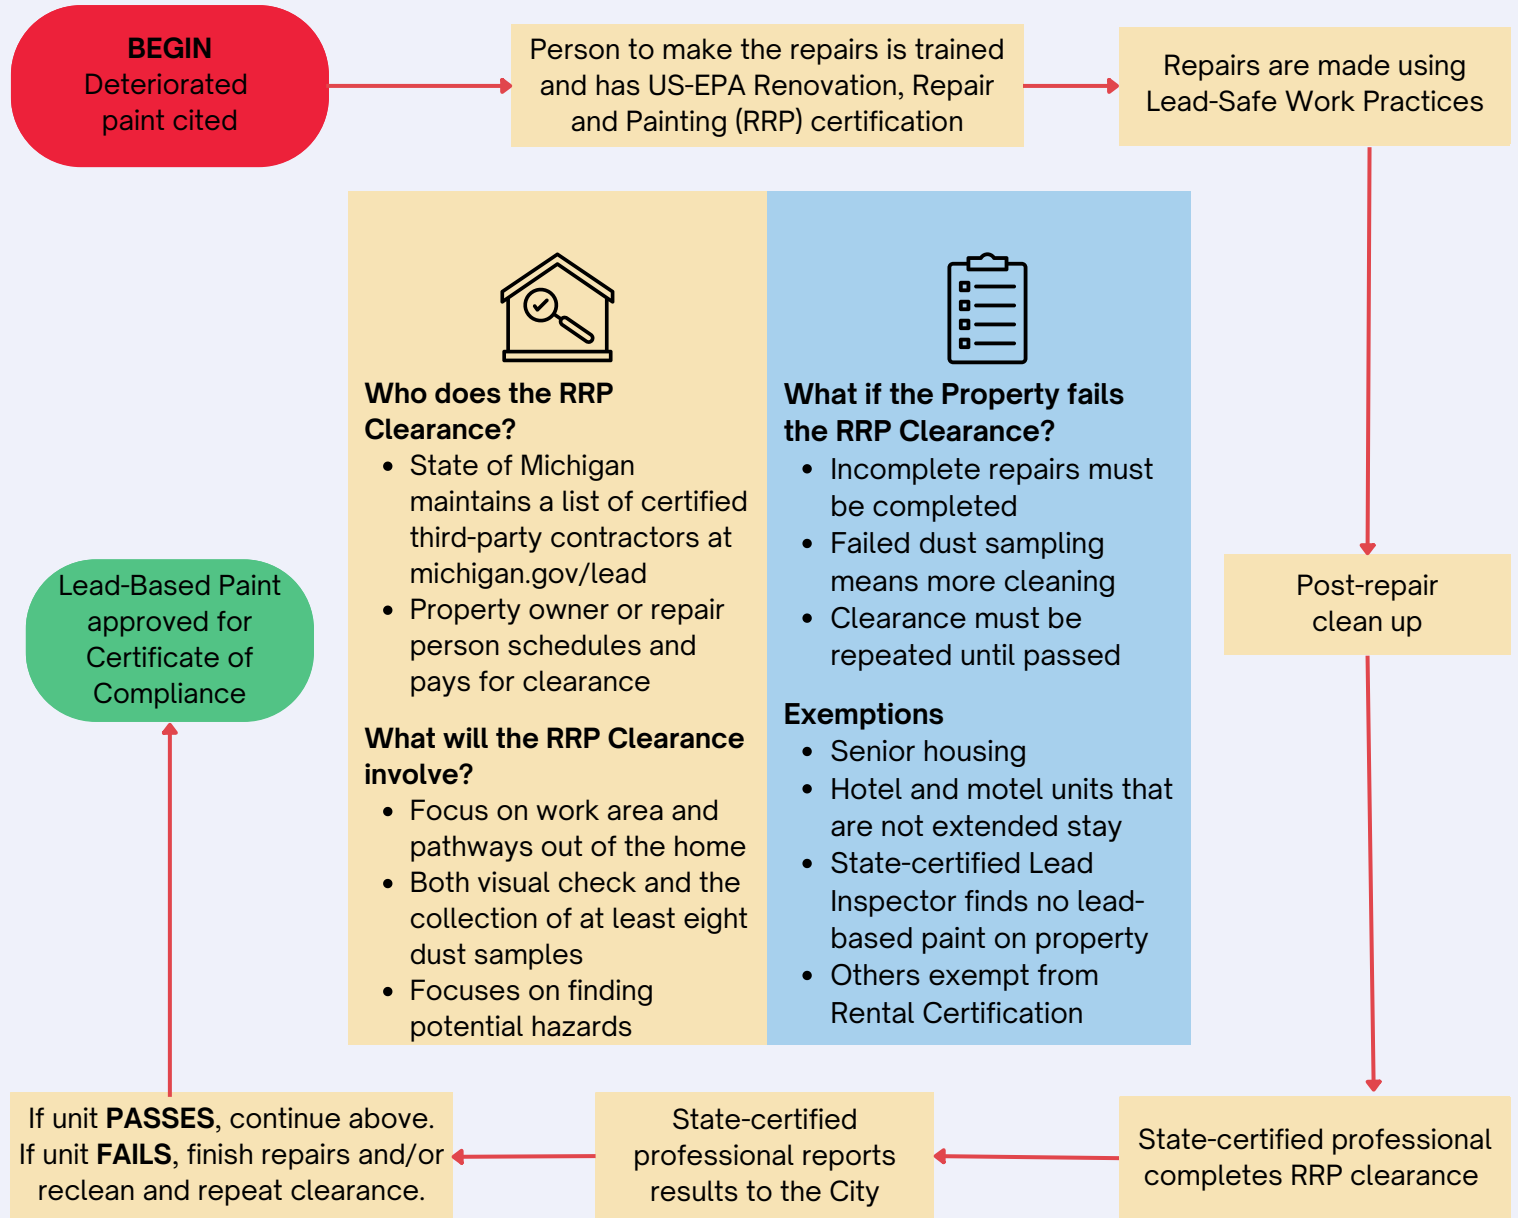 BEGIN
Deteriorated
paint cited
Person to make the repairs is trained
and has US-EPA Renovation, Repair
and Painting (RRP) certification
Repairs are made using
Lead-Safe Work Practices
Who does the RRP
Clearance?
• State of Michigan
maintains a list of certified
third-party contractors at
michigan.gov/lead
• Property owner or repair
person schedules and
pays for clearance
What will the RRP Clearance
involve?
• Focus on work area and
pathways out of the home
• Both visual check and the
collection of at least eight
dust samples
• Focuses on finding
potential hazards
What if the Property fails
the RRP Clearance?
• Incomplete repairs must
be completed
• Failed dust sampling
means more cleaning
• Clearance must be
repeated until passed
Exemptions
• Senior housing
• Hotel and motel units that
are not extended stay
• State-certified Lead
Inspector finds no lead-
based paint on property
• Others exempt from
Rental Certification
Post-repair
clean up
State-certified professional
completes RRP clearance
State-certified
professional reports
results to the City
If unit PASSES, continue above.
If unit FAILS, finish repairs and/or
reclean and repeat clearance.
Lead-Based Paint
approved for
Certificate of
Compliance